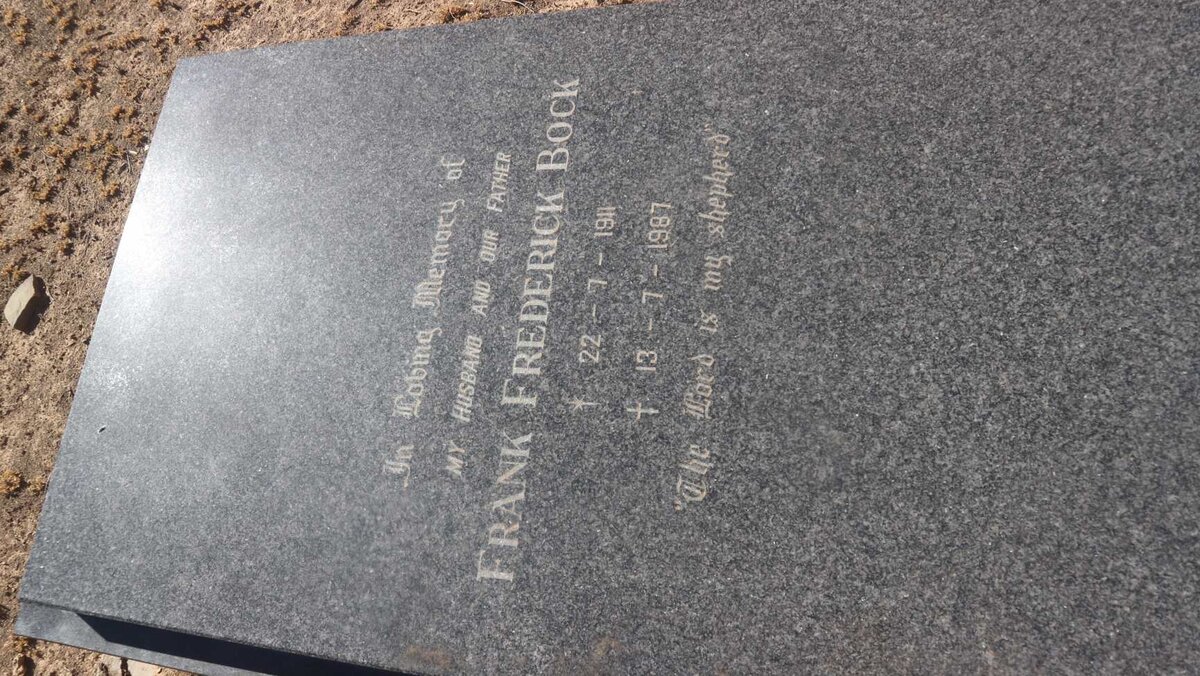 In Loving Memory of
MY HUSBAND AND OUR FATHER
FRANK FREDERICK BOCK
22-7-1911
† 13-7-1987
"The Lord is my shepherd"